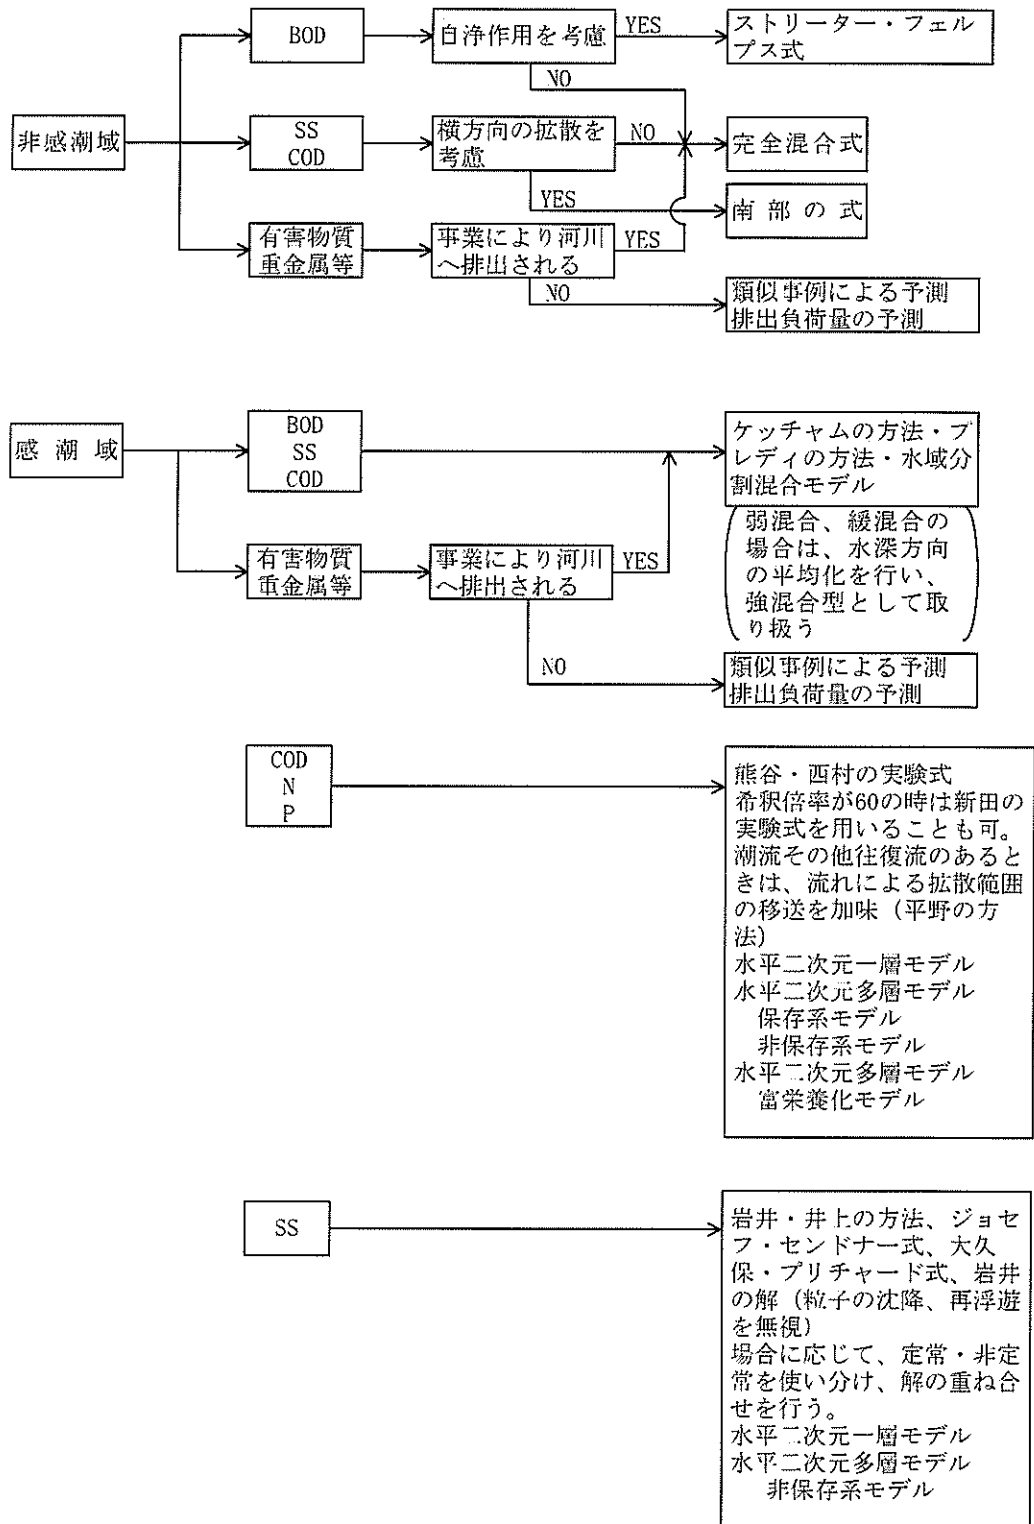 BOD
自浄作用を考慮
YES
ストリーター・フェル
プス式
NO
非感潮域
SS
COD
横方向の拡散を
考慮
NO
完全混合式
YES
南部の式
有害物質
重金属等
事業により河川
へ排出される
YES
NO
類似事例による予測
排出負荷量の予測
感潮域
BOD
SS
COD
ケッチャムの方法・プ
レディの方法・水域分
割混合モデル
弱混合、緩混合の
場合は、水深方向
の平均化を行い、
強混合型として取
り扱う
有害物質
重金属等
事業により河川
へ排出される
YES
NO
類似事例による予測
排出負荷量の予測
COD
N
P
熊谷・西村の実験式
希釈倍率が60の時は新田の
実験式を用いることも可。
潮流その他往復流のあると
きは、流れによる拡散範囲
の移送を加味（平野の方
法）
水平二次元一層モデル
水平二次元多層モデル
保存系モデル
非保存系モデル
水平二次元多層モデル
富栄養化モデル
SS
岩井・井上の方法、ジョセ
フ・センドナー式、大久
保・プリチャード式、岩井
の解（粒子の沈降、再浮遊
を無視）
場合に応じて、定常・非定
常を使い分け、解の重ね合
せを行う。
水平二次元一層モデル
水平二次元多層モデル
非保存系モデル